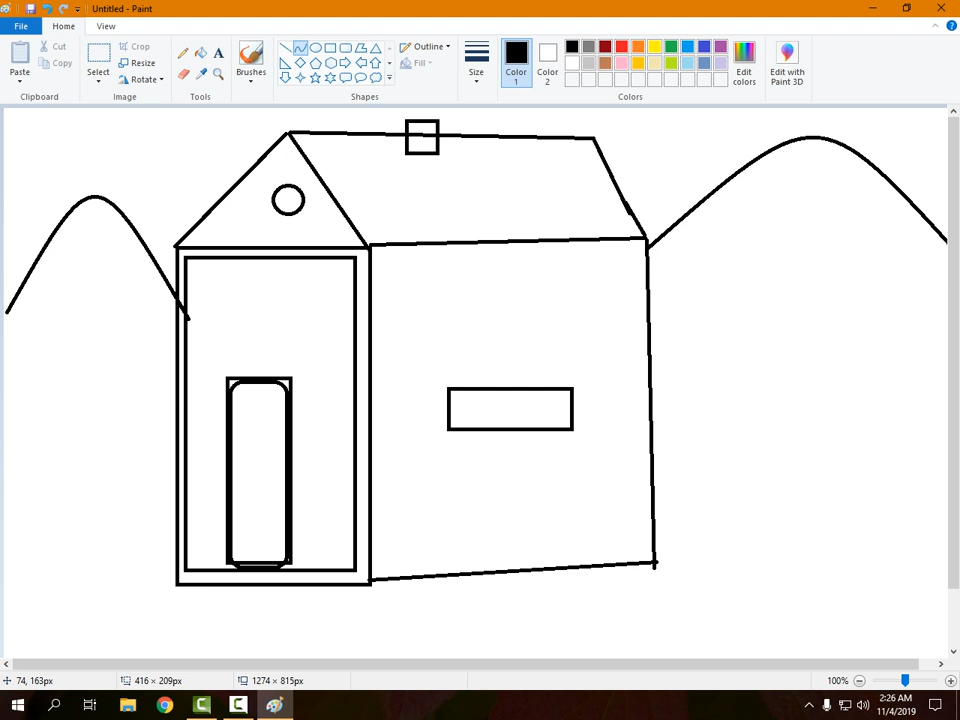 Untitled - Paint
File Home View
Paste Cut Copy
Clipboard
Select Crop Resize Rotate
Image
A
Tools
Brushes
Outline Fill
Shapes
Size
Color 1
Color 2
Edit colors
Colors
Edit with Paint 3D
74, 163px 416 × 209px 1274 × 815px 100%
2:26 AM
11/4/2019